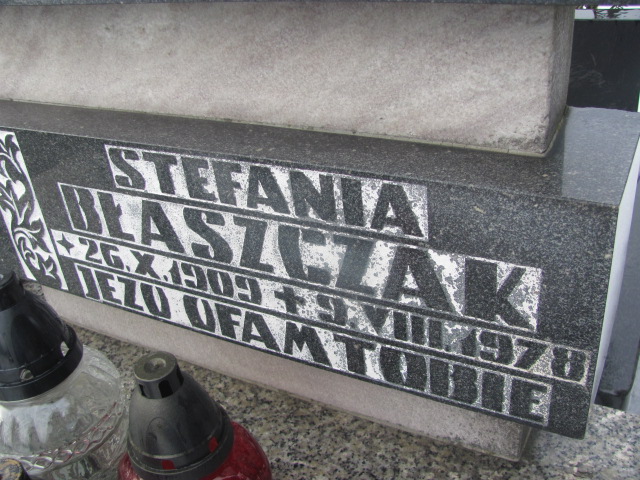 STEFANIA
BŁASZCZAK
★ 26.X.1909 ✝ 9.VIII.1978
JEZU UFAM TOBIE